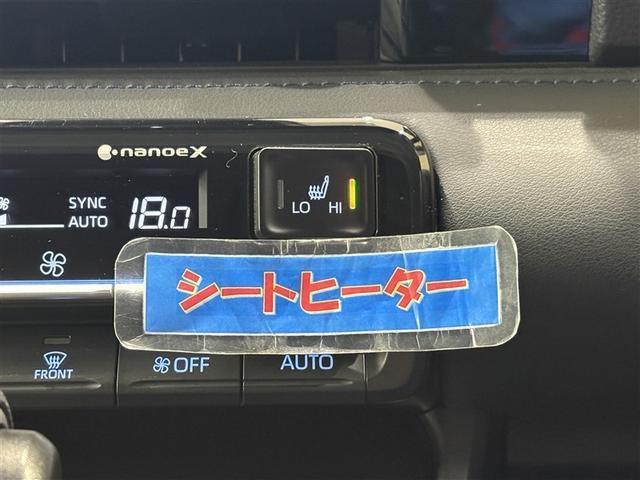 nanoeX
SYNC
AUTO 18.0
LO HI
シートヒーター
FRONT
OFF
AUTO